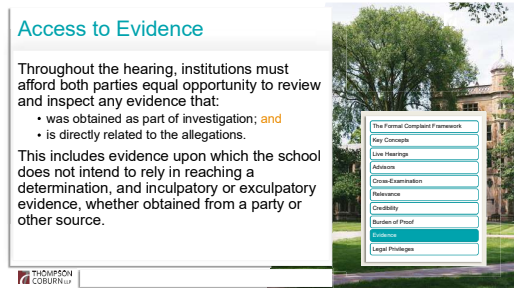 Access to Evidence
Throughout the hearing, institutions must
afford both parties equal opportunity to review
and inspect any evidence that:
• was obtained as part of investigation; and
• is directly related to the allegations.
This includes evidence upon which the school
does not intend to rely in reaching a
determination, and inculpatory or exculpatory
evidence, whether obtained from a party or
other source.
The Formal Complaint Framework
Key Concepts
Live Hearings
Advisors
Cross-Examination
Relevance
Credibility
Burden of Proof
Evidence
Legal Privileges
THOMPSON
COBURN LLP